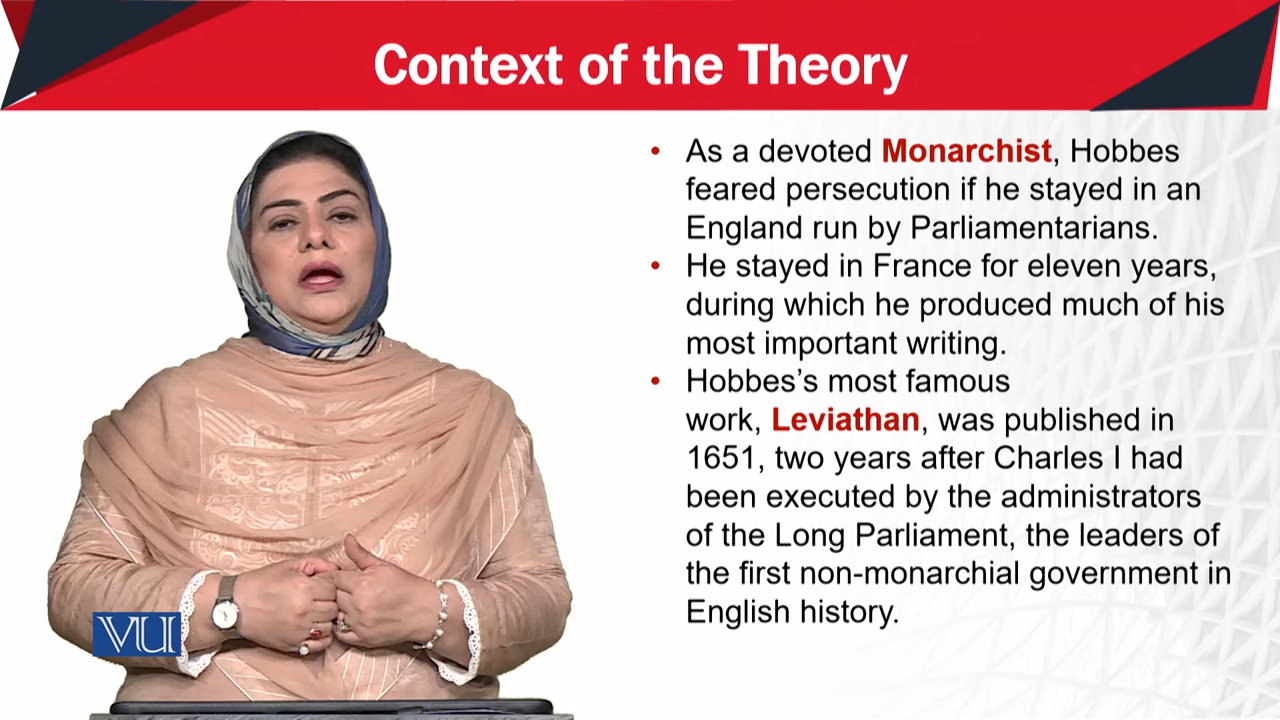 Context of the Theory
• As a devoted Monarchist, Hobbes
feared persecution if he stayed in an
England run by Parliamentarians.
• He stayed in France for eleven years,
during which he produced much of his
most important writing.
• Hobbes’s most famous
work, Leviathan, was published in
1651, two years after Charles I had
been executed by the administrators
of the Long Parliament, the leaders of
the first non-monarchial government in
English history.
VU